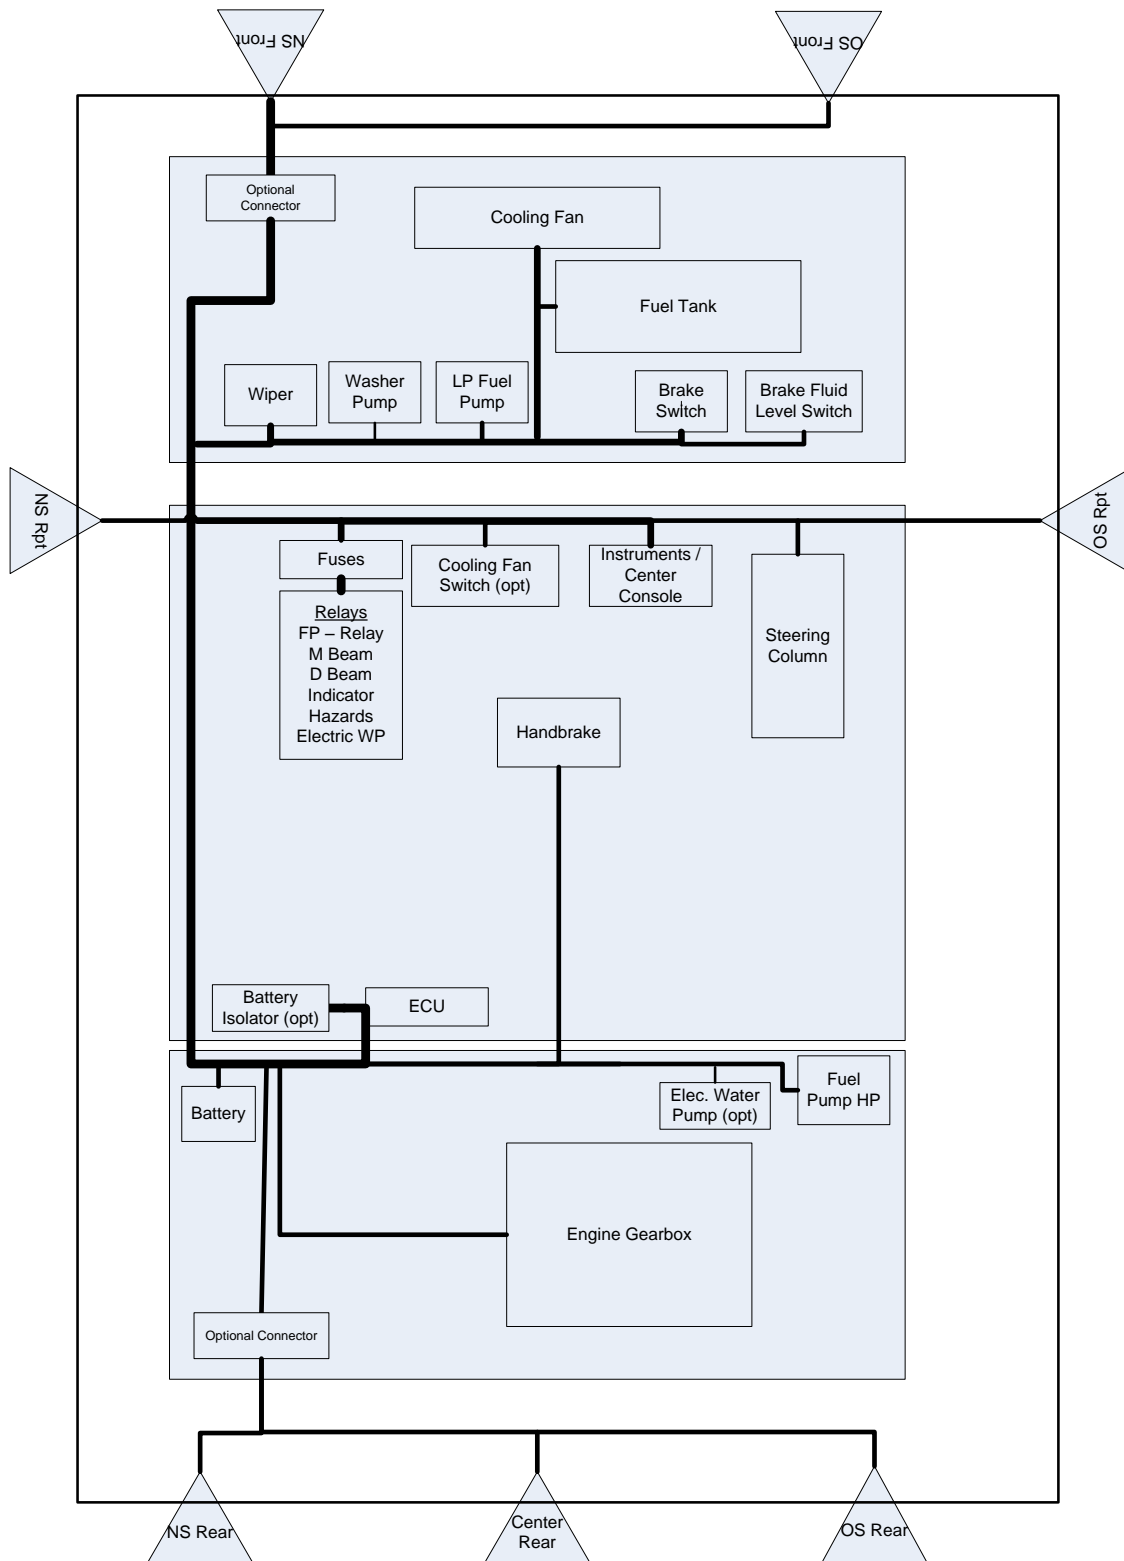 NS Front
OS Front
Optional
Connector
Cooling Fan
Fuel Tank
Wiper
Washer
Pump
LP Fuel
Pump
Brake
Switch
Brake Fluid
Level Switch
NS Rpt
OS Rpt
Fuses
Cooling Fan
Switch (opt)
Instruments /
Center
Console
Relays
FP – Relay
M Beam
D Beam
Indicator
Hazards
Electric WP
Steering
Column
Handbrake
Battery
Isolator (opt)
ECU
Battery
Elec. Water
Pump (opt)
Fuel
Pump HP
Engine Gearbox
Optional Connector
NS Rear
Center
Rear
OS Rear